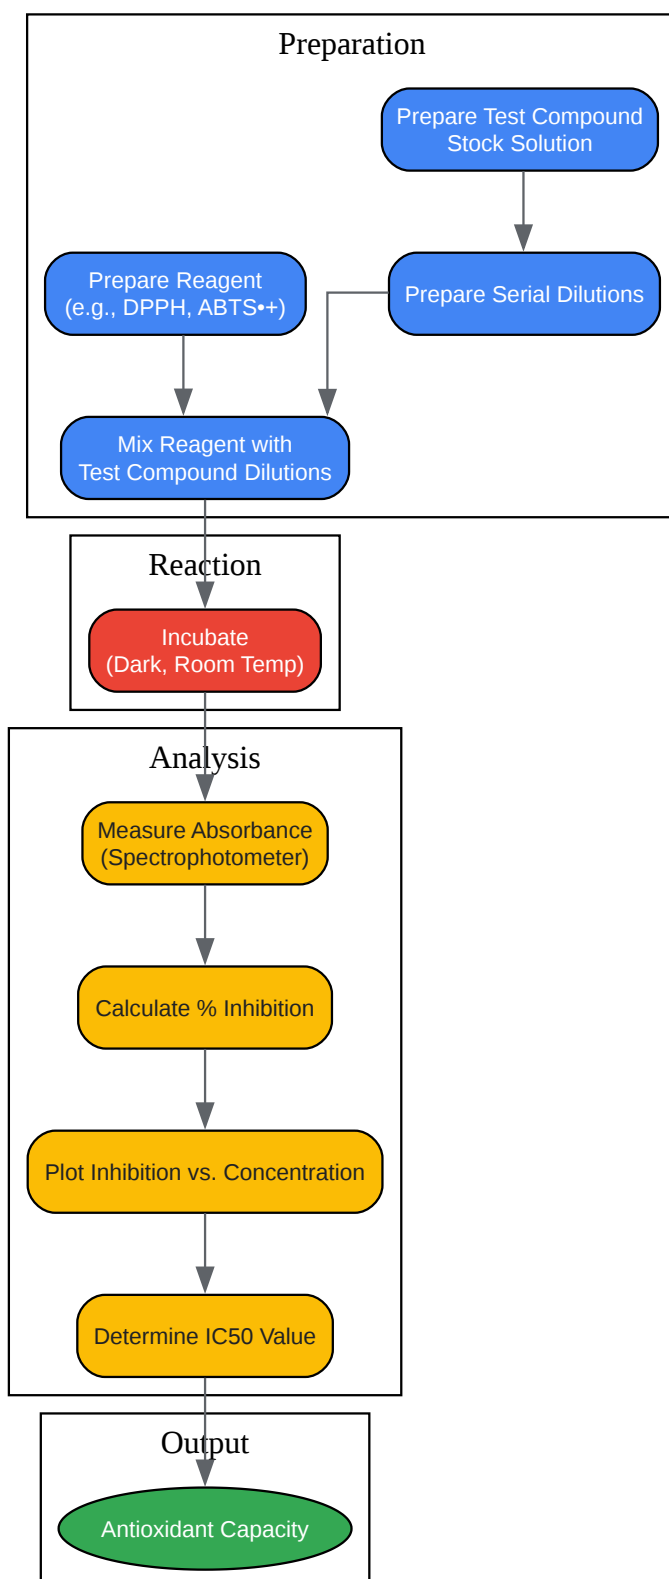 Preparation
Prepare Test Compound
Stock Solution
Prepare Reagent
(e.g., DPPH, ABTS•+)
Prepare Serial Dilutions
Mix Reagent with
Test Compound Dilutions
Reaction
Incubate
(Dark, Room Temp)
Analysis
Measure Absorbance
(Spectrophotometer)
Calculate % Inhibition
Plot Inhibition vs. Concentration
Determine IC50 Value
Output
Antioxidant Capacity